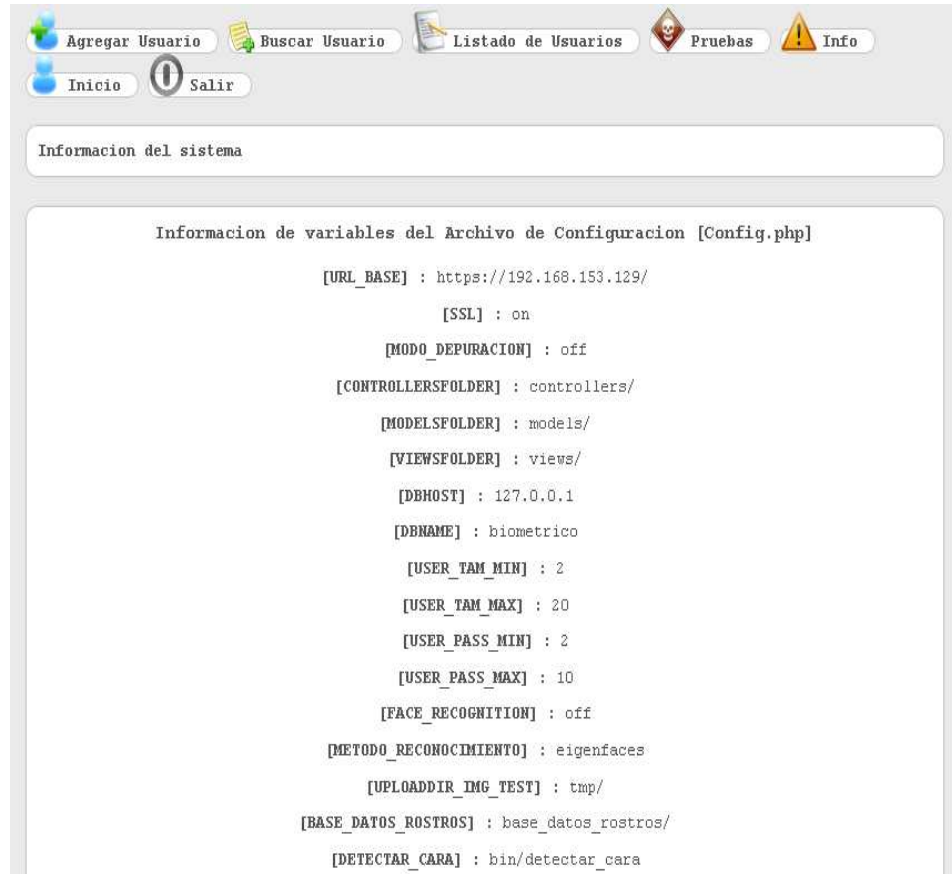 Agregar Usuario Buscar Usuario Listado de Usuarios Pruebas Info
Inicio Salir
Informacion del sistema
Informacion de variables del Archivo de Configuracion [Config.php]
[URL_BASE] : https://192.168.153.129/
[SSL] : on
[MODO_DEPURACION] : off
[CONTROLLERSFOLDER] : controllers/
[MODELSFOLDER] : models/
[VIEWSFOLDER] : views/
[DBHOST] : 127.0.0.1
[DBNAME] : biometrico
[USER_TAM_MIN] : 2
[USER_TAM_MAX] : 20
[USER_PASS_MIN] : 2
[USER_PASS_MAX] : 10
[FACE_RECOGNITION] : off
[METODO_RECONOCIMIENTO] : eigenfaces
[UPLOADDIR_IMG_TEST] : tmp/
[BASE_DATOS_ROSTROS] : base_datos_rostros/
[DETECTAR_CARA] : bin/detectar_cara